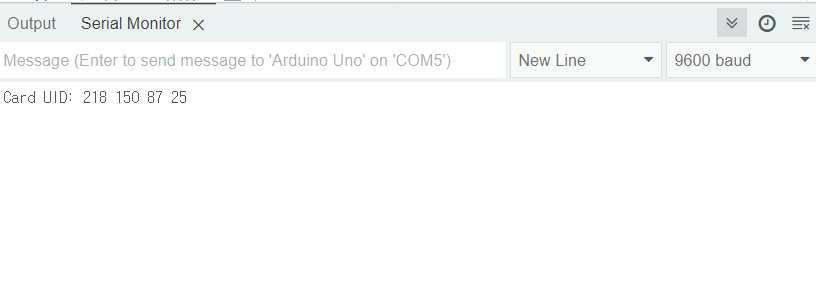 Output Serial Monitor
Message (Enter to send message to 'Arduino Uno' on 'COM5') New Line 9600 baud
Card UID: 218 150 87 25